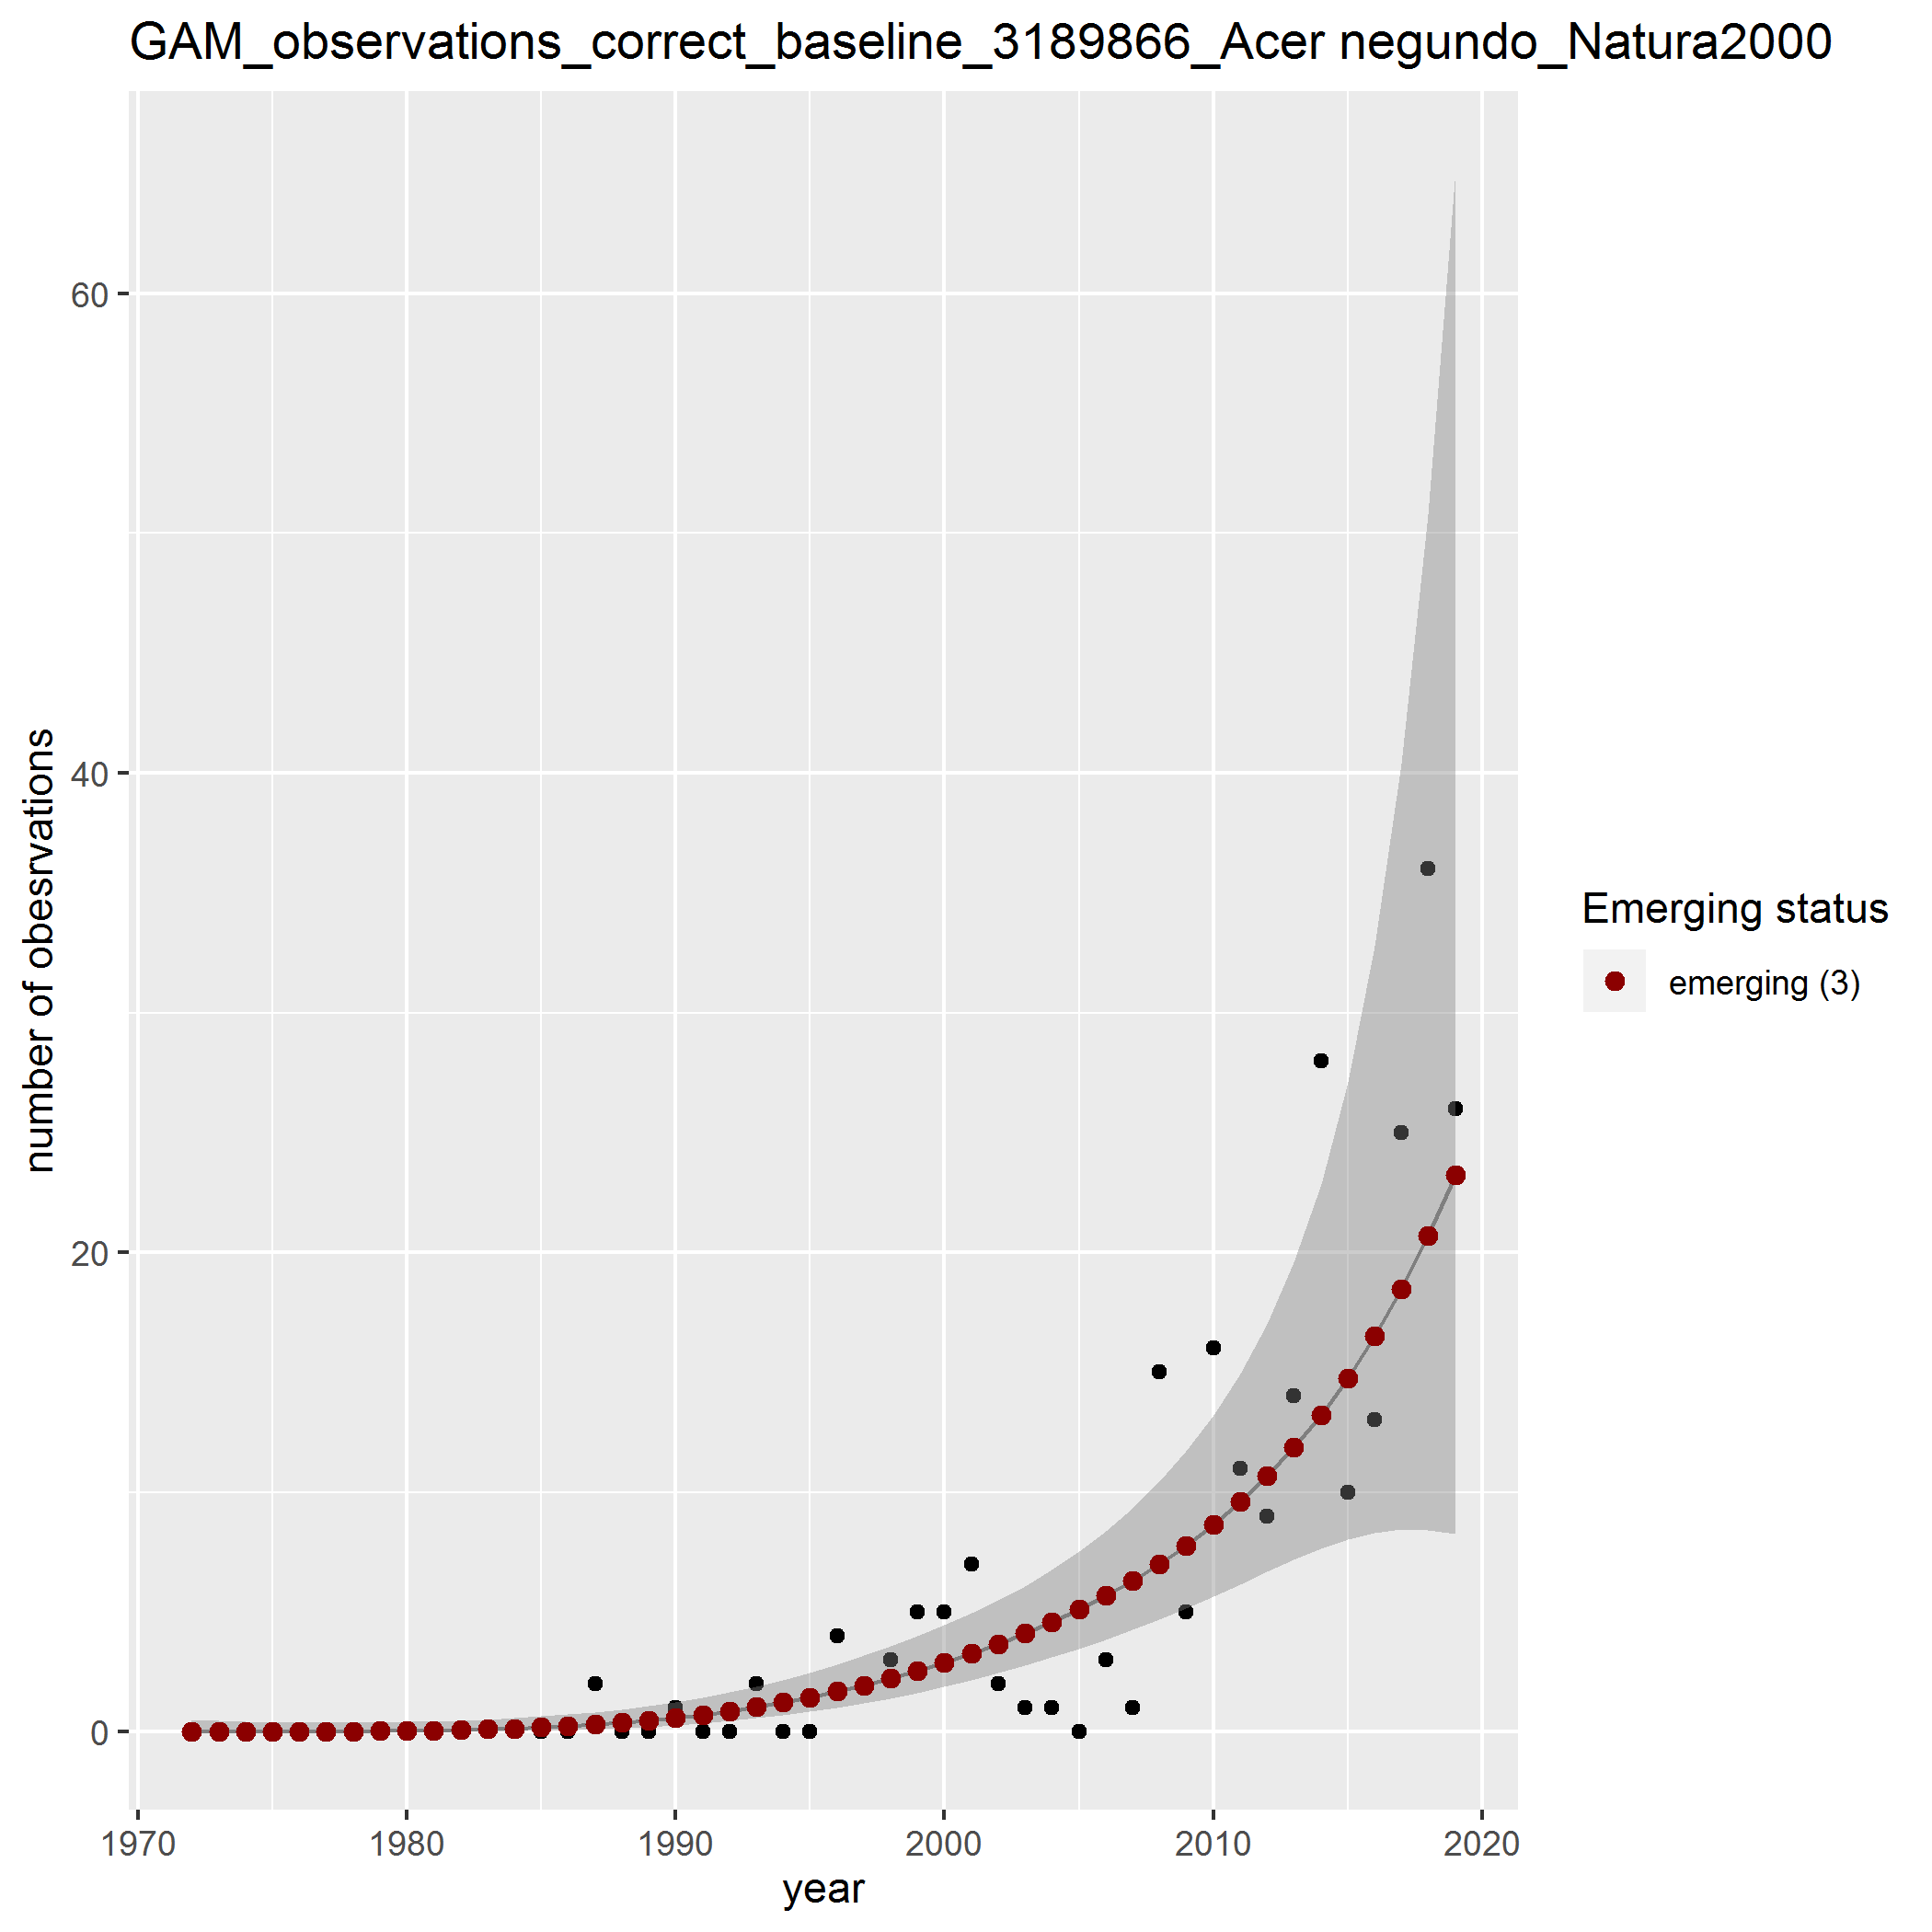 GAM_observations_correct_baseline_3189866_Acer negundo_Natura2000
60
40
20
0
number of obesrvations
1970 1980 1990 2000 2010 2020
year
Emerging status
emerging (3)